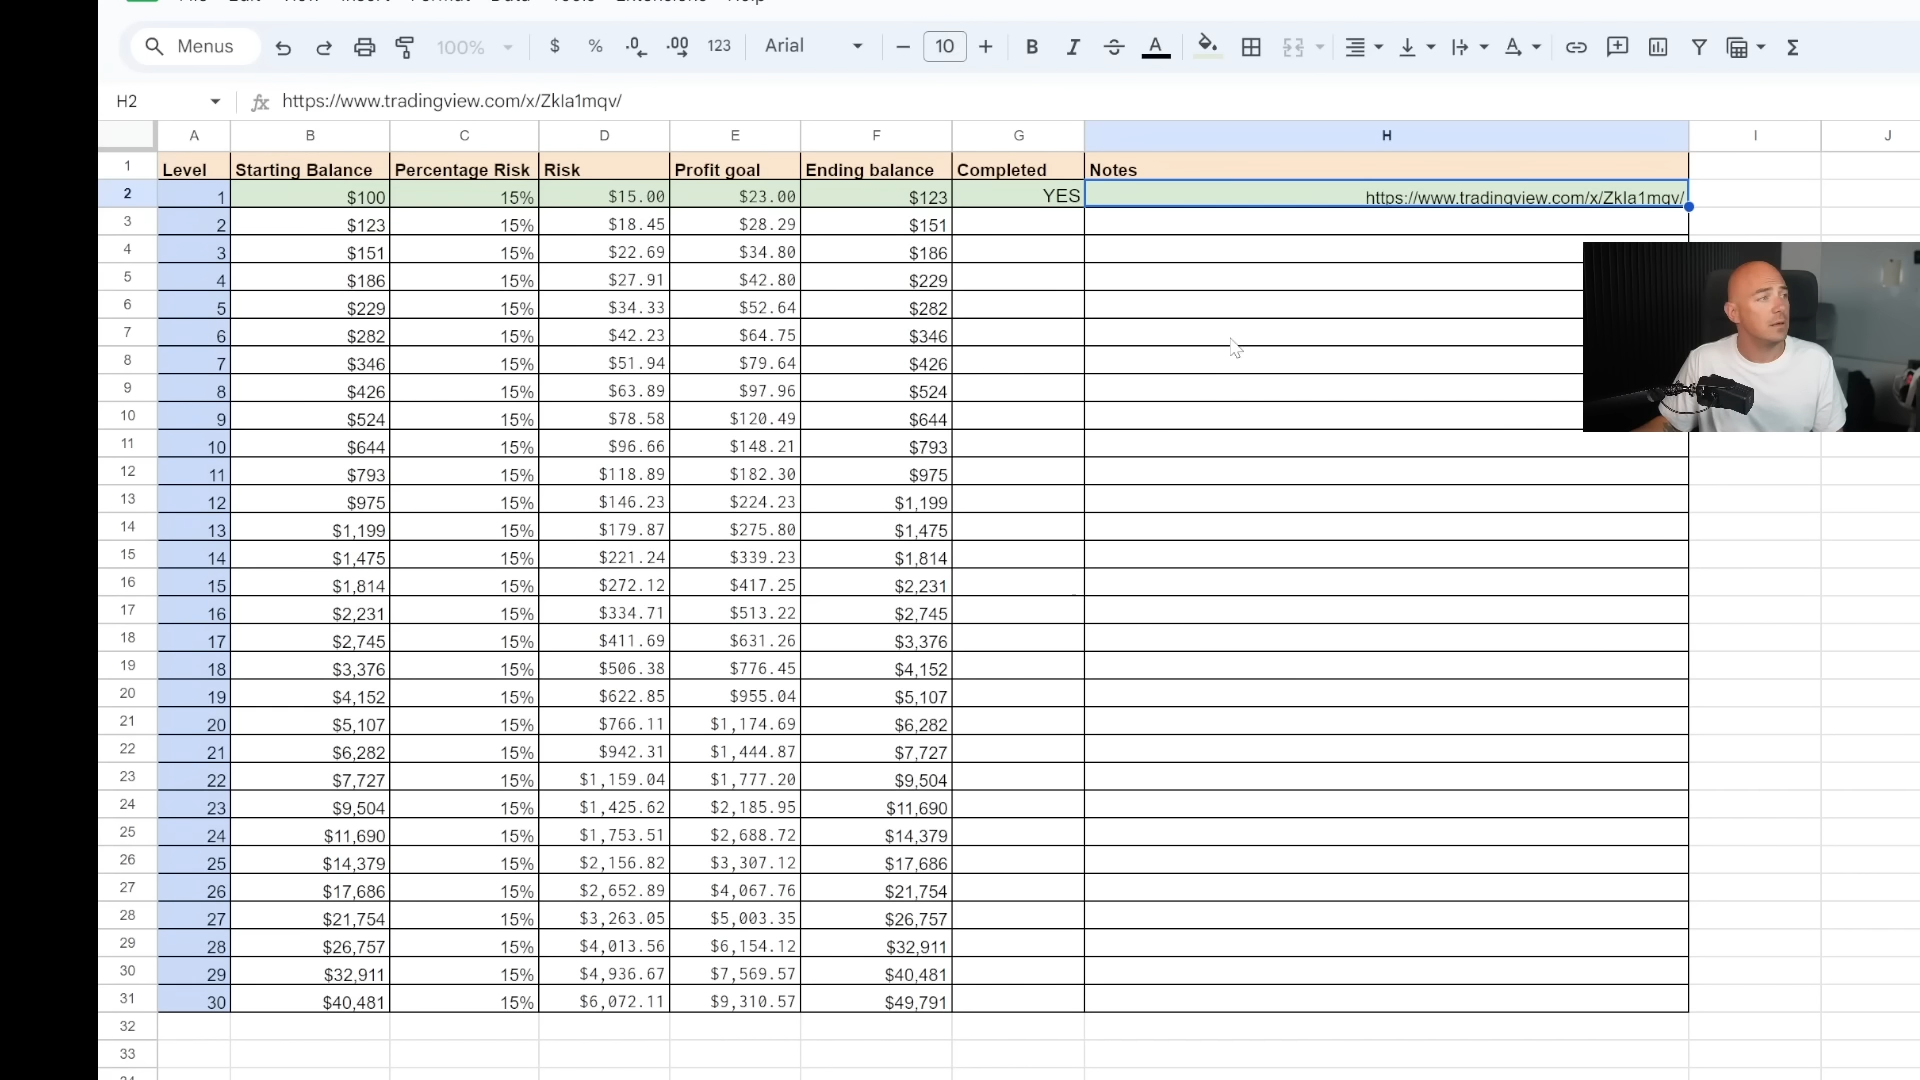 File Edit View Insert Format Data Tools Extensions Help
Menus 100% $ % .0 .00 123 Arial 10 B I A
H2 fx https://www.tradingview.com/x/Zkla1mqv/
A B C D E F G H I J
1 Level Starting Balance Percentage Risk Risk Profit goal Ending balance Completed Notes
2 1 $100 15% $15.00 $23.00 $123 YES https://www.tradingview.com/x/Zkla1mqv/
3 2 $123 15% $18.45 $28.29 $151
4 3 $151 15% $22.69 $34.80 $186
5 4 $186 15% $27.91 $42.80 $229
6 5 $229 15% $34.33 $52.64 $282
7 6 $282 15% $42.23 $64.75 $346
8 7 $346 15% $51.94 $79.64 $426
9 8 $426 15% $63.89 $97.96 $524
10 9 $524 15% $78.58 $120.49 $644
11 10 $644 15% $96.66 $148.21 $793
12 11 $793 15% $118.89 $182.30 $975
13 12 $975 15% $146.23 $224.23 $1,199
14 13 $1,199 15% $179.87 $275.80 $1,475
15 14 $1,475 15% $221.24 $339.23 $1,814
16 15 $1,814 15% $272.12 $417.25 $2,231
17 16 $2,231 15% $334.71 $513.22 $2,745
18 17 $2,745 15% $411.69 $631.26 $3,376
19 18 $3,376 15% $506.38 $776.45 $4,152
20 19 $4,152 15% $622.85 $955.04 $5,107
21 20 $5,107 15% $766.11 $1,174.69 $6,282
22 21 $6,282 15% $942.31 $1,444.87 $7,727
23 22 $7,727 15% $1,159.04 $1,777.20 $9,504
24 23 $9,504 15% $1,425.62 $2,185.95 $11,690
25 24 $11,690 15% $1,753.51 $2,688.72 $14,379
26 25 $14,379 15% $2,156.82 $3,307.12 $17,686
27 26 $17,686 15% $2,652.89 $4,067.76 $21,754
28 27 $21,754 15% $3,263.05 $5,003.35 $26,757
29 28 $26,757 15% $4,013.56 $6,154.12 $32,911
30 29 $32,911 15% $4,936.67 $7,569.57 $40,481
31 30 $40,481 15% $6,072.11 $9,310.57 $49,791
32
33
34